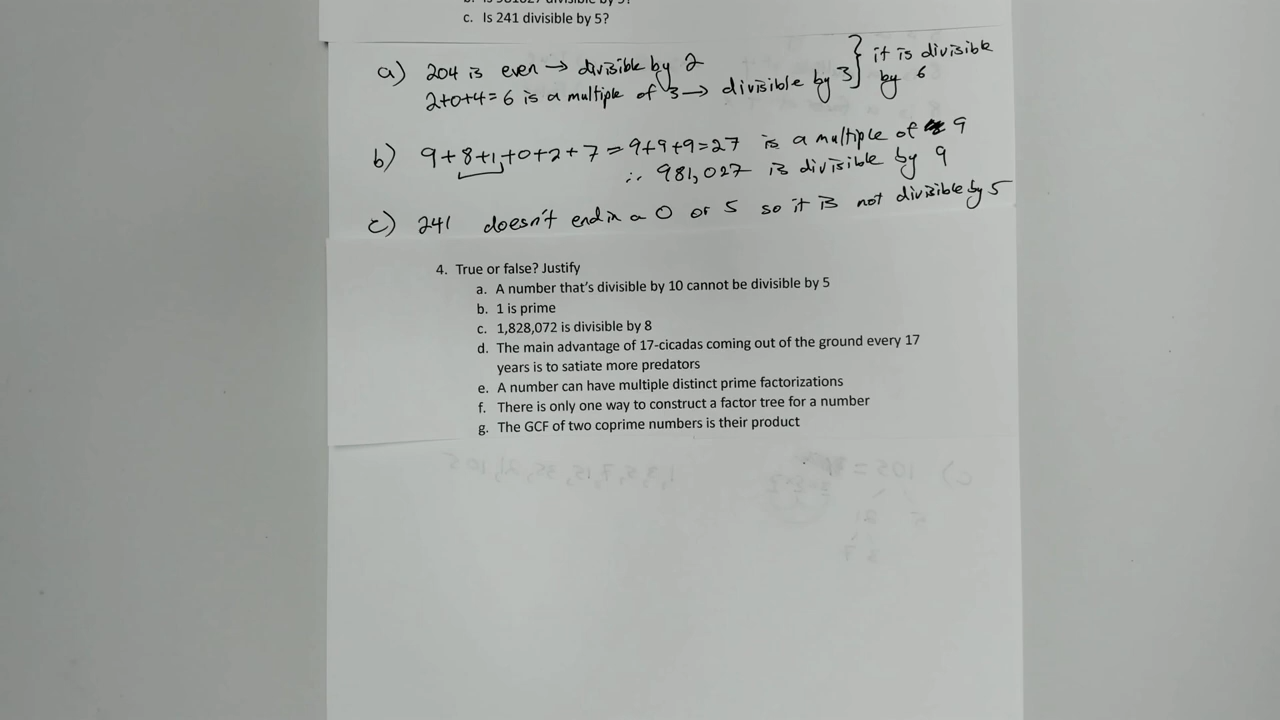 c. Is 241 divisible by 5?
a) 204 is even → divisible by 2
2+0+4=6 is a multiple of 3 → divisible by 3 } it is divisible by 6
b) 9+8+1+0+2+7=9+9+9=27 is a multiple of 9
∴ 981,027 is divisible by 9
c) 241 doesn't end in a 0 or 5 so it is not divisible by 5
4. True or false? Justify
a. A number that's divisible by 10 cannot be divisible by 5
b. 1 is prime
c. 1,828,072 is divisible by 8
d. The main advantage of 17-cicadas coming out of the ground every 17
years is to satiate more predators
e. A number can have multiple distinct prime factorizations
f. There is only one way to construct a factor tree for a number
g. The GCF of two coprime numbers is their product